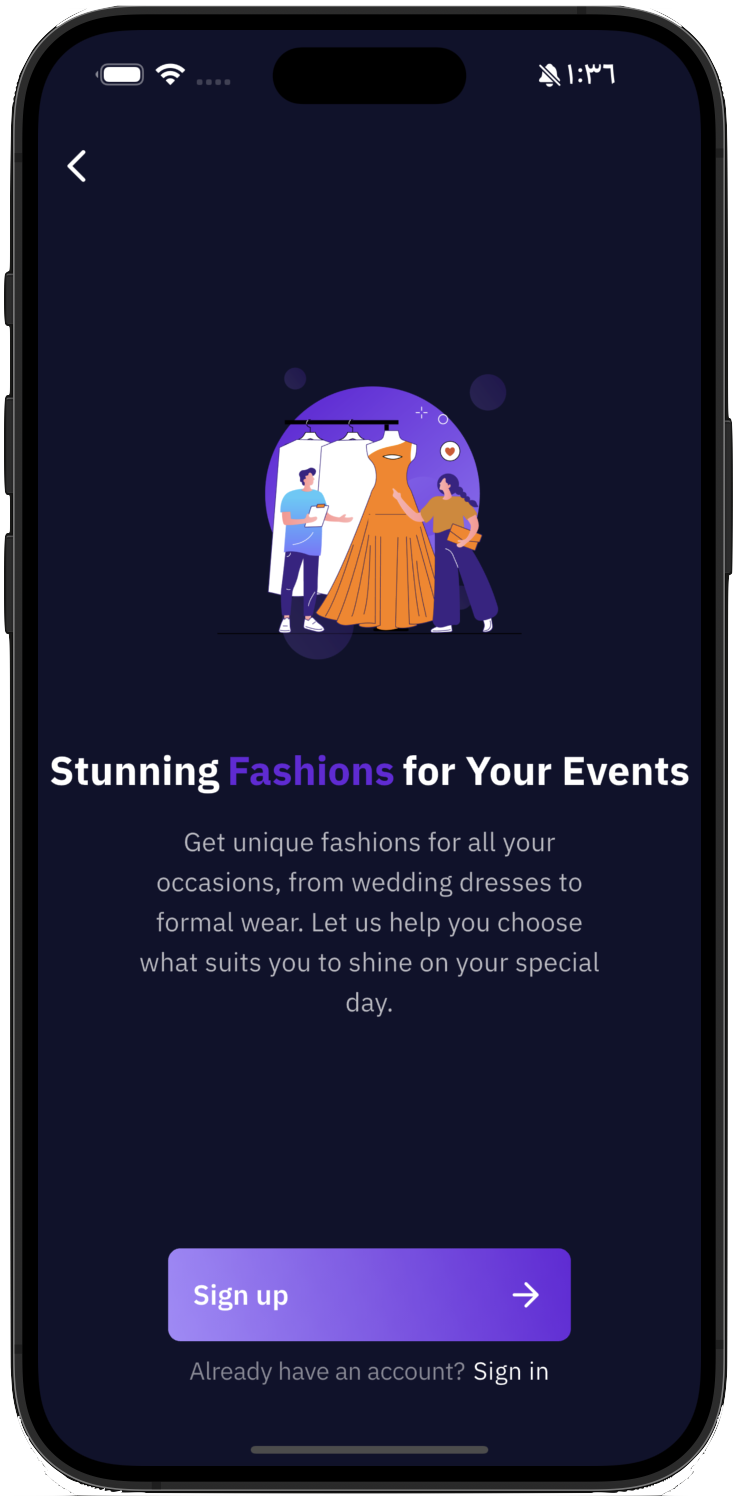 ١:٣٦
Stunning Fashions for Your Events
Get unique fashions for all your
occasions, from wedding dresses to
formal wear. Let us help you choose
what suits you to shine on your special
day.
Sign up
Already have an account? Sign in